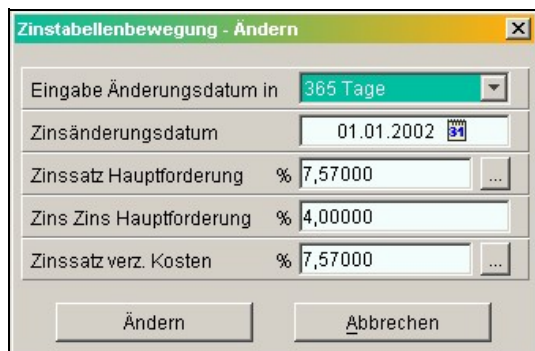 Zinstabellenbewegung - Ändern
Eingabe Änderungsdatum in 365 Tage
Zinsänderungsdatum 01.01.2002 31
Zinssatz Hauptforderung % 7,57000 ...
Zins Zins Hauptforderung % 4,00000
Zinssatz verz. Kosten % 7,57000 ...
Ändern Abbrechen